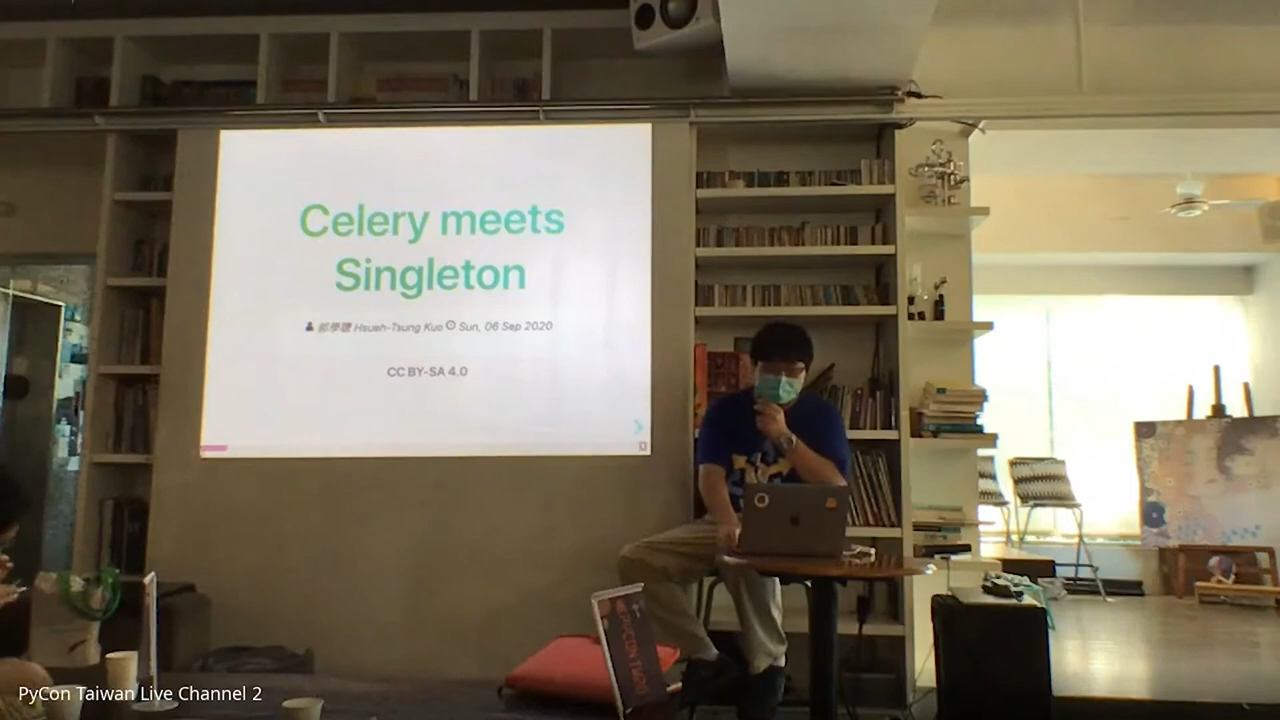 Celery meets
Singleton
郭學聰 Hsueh-Tsung Kuo Sun, 06 Sep 2020
CC BY-SA 4.0
PyCon Taiwan Live Channel 2